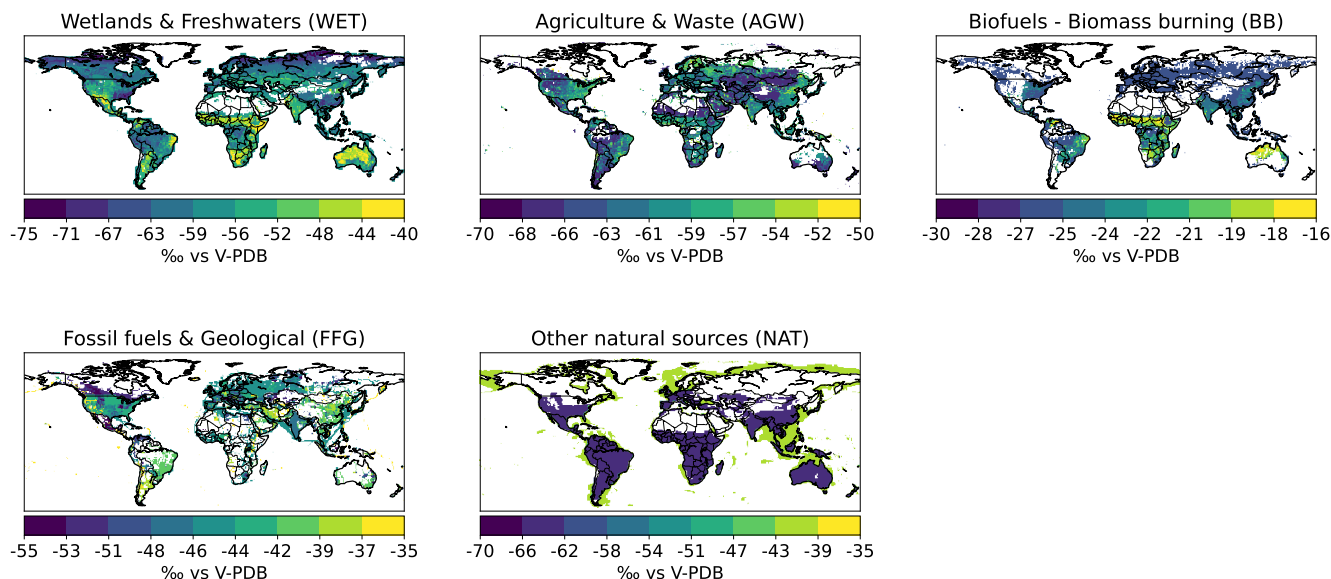 Wetlands & Freshwaters (WET)
Agriculture & Waste (AGW)
Biofuels - Biomass burning (BB)
-75 -71 -67 -63 -59 -56 -52 -48 -44 -40
-70 -68 -66 -63 -61 -59 -57 -54 -52 -50
-30 -28 -27 -25 -24 -22 -21 -19 -18 -16
‰ vs V-PDB
‰ vs V-PDB
‰ vs V-PDB
Fossil fuels & Geological (FFG)
Other natural sources (NAT)
-55 -53 -51 -48 -46 -44 -42 -39 -37 -35
-70 -66 -62 -58 -54 -51 -47 -43 -39 -35
‰ vs V-PDB
‰ vs V-PDB